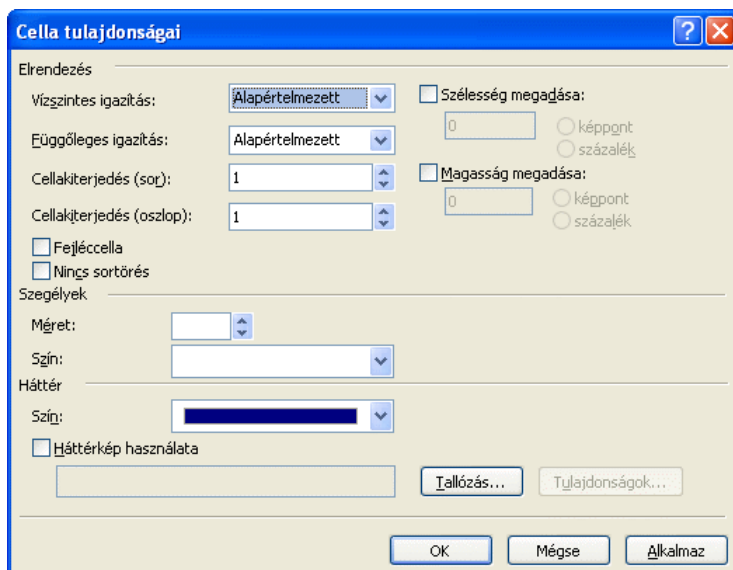 Cella tulajdonságai
Elrendezés
Vízszintes igazítás: Alapértelmezett
Szélesség megadása:
0 képpont
százalék
Függőleges igazítás: Alapértelmezett
Cellakiterjedés (sor): 1
Magasság megadása:
0 képpont
százalék
Cellakiterjedés (oszlop): 1
Fejléccella
Nincs sortörés
Szegélyek
Méret:
Szín:
Háttér
Szín:
Háttérkép használata
Tallózás... Tulajdonságok...
OK Mégse Alkalmaz